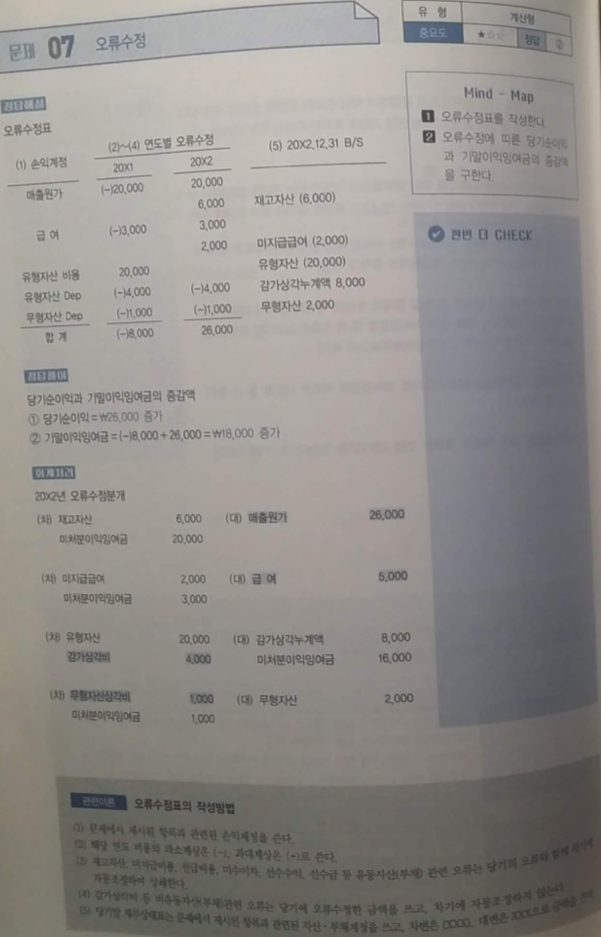 문제 07 오류수정
유 형 계산형
중요도 ★☆☆ 정답 ②
정답해설
오류수정표
(1) 손익계정 (2)~(4) 연도별 오류수정 (5) 20X2.12.31 B/S
20X1 20X2
매출원가 (-)20,000 20,000
6,000 재고자산 (6,000)
급 여 (-)3,000 3,000
2,000 미지급급여 (2,000)
유형자산 비용 20,000 유형자산 (20,000)
유형자산 Dep (-)4,000 (-)4,000 감가상각누계액 8,000
무형자산 Dep (-)1,000 (-)1,000 무형자산 2,000
합 계 (-)8,000 26,000
Mind - Map
1 오류수정표를 작성한다.
2 오류수정에 따른 당기순이익
과 기말이익잉여금의 증감액
을 구한다.
한번 더 CHECK
정답풀이
당기순이익과 기말이익잉여금의 증감액
① 당기순이익=₩26,000 증가
② 기말이익잉여금=(-)8,000+26,000=₩18,000 증가
회계처리
20X2년 오류수정분개
(차) 재고자산 6,000 (대) 매출원가 26,000
미처분이익잉여금 20,000
(차) 미지급급여 2,000 (대) 급 여 5,000
미처분이익잉여금 3,000
(차) 유형자산 20,000 (대) 감가상각누계액 8,000
감가상각비 4,000 미처분이익잉여금 16,000
(차) 무형자산상각비 1,000 (대) 무형자산 2,000
미처분이익잉여금 1,000
관련이론 오류수정표의 작성방법
(1) 문제에서 제시된 항목과 관련된 손익계정을 쓴다.
(2) 해당 연도 비용의 과소계상은 (-), 과대계상은 (+)로 쓴다.
(3) 재고자산, 미지급비용, 선급비용, 미수이자, 선수수익, 선수금 등 유동자산(부채) 관련 오류는 당기의 오류와 함께 차기에
자동조정하여 상쇄한다.
(4) 감가상각비 등 비유동자산(부채)관련 오류는 당기에 오류수정한 금액을 쓰고, 차기에 자동조정하지 않는다.
(5) 당기말 재무상태표는 문제에서 제시된 항목과 관련된 자산·부채계정을 쓰고, 차변은 (XXX), 대변은 XXX으로 금액을 쓴다.